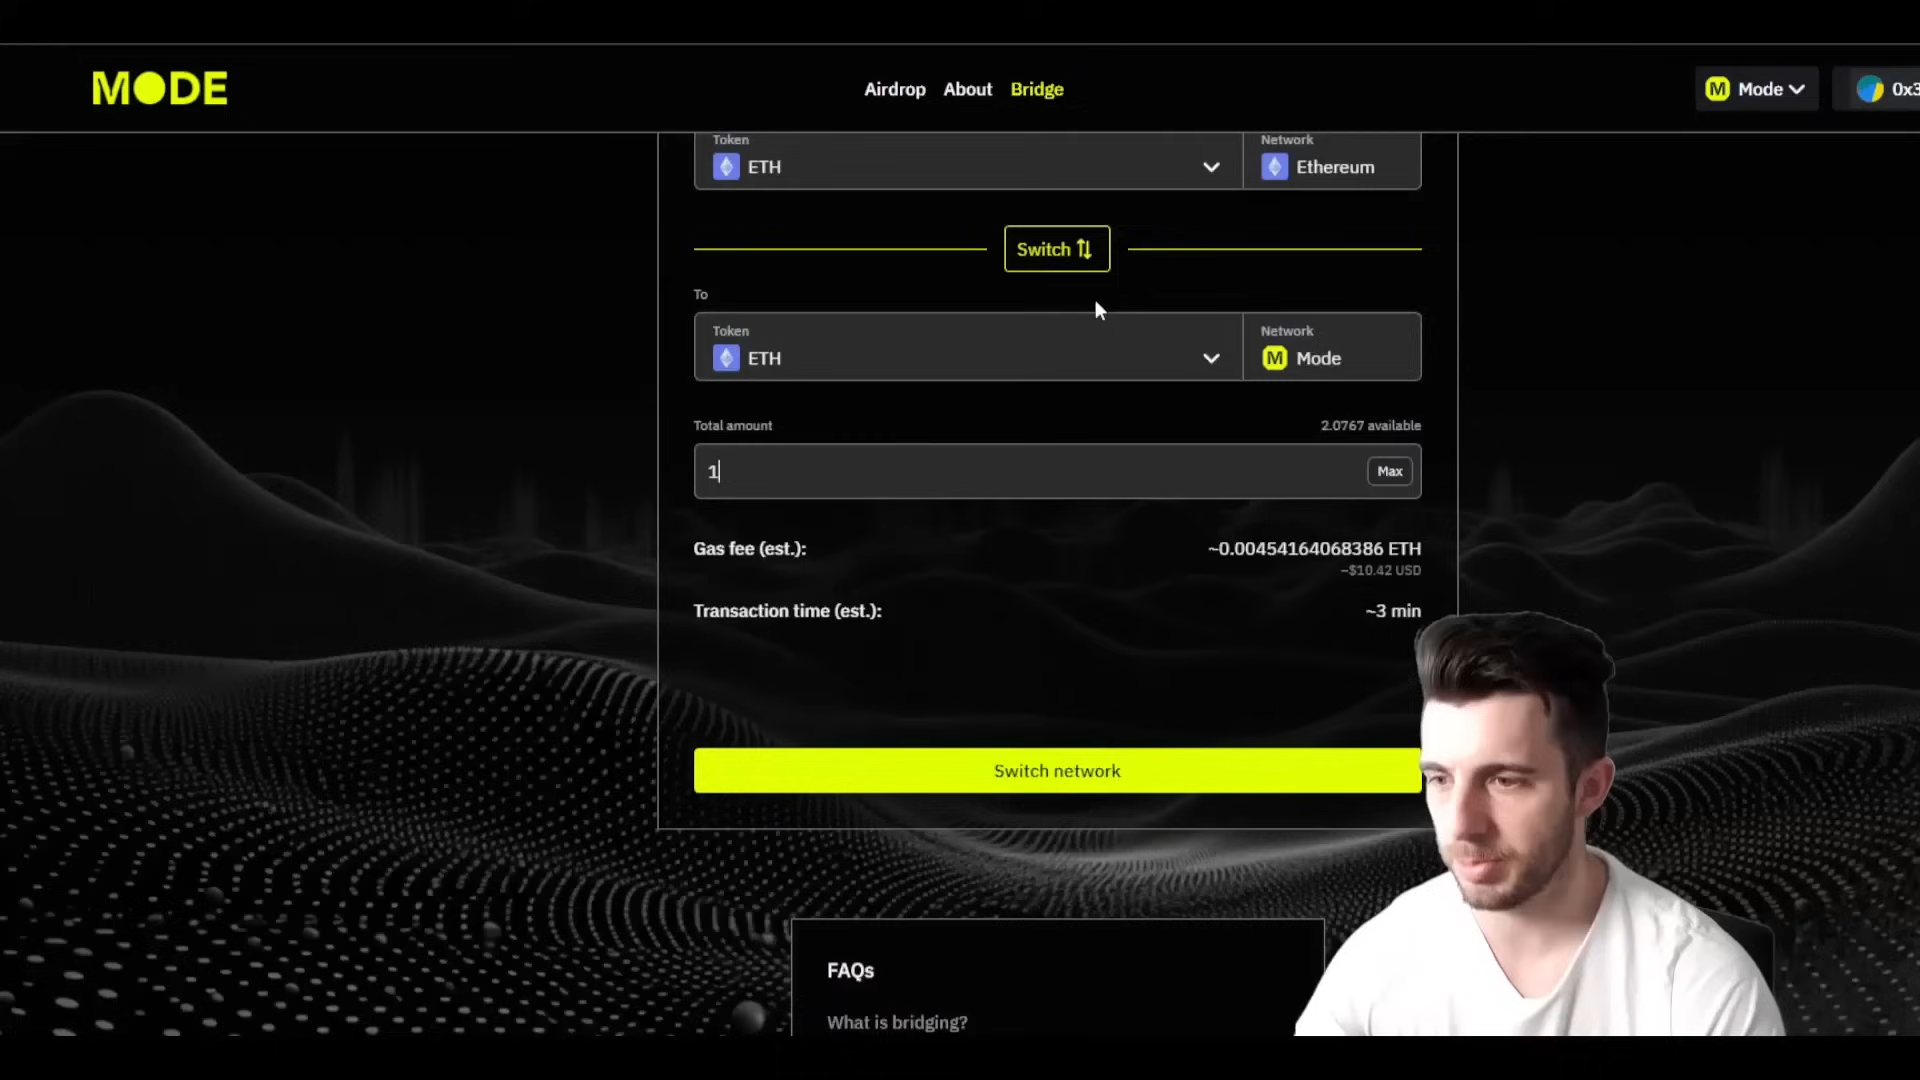 MODE
Airdrop About Bridge
Mode
0x3
Token
ETH
Network
Ethereum
Switch
To
Token
ETH
Network
M Mode
Total amount
2.0767 available
1
Max
Gas fee (est.):
~0.00454164068386 ETH
~$10.42 USD
Transaction time (est.):
~3 min
Switch network
FAQs
What is bridging?